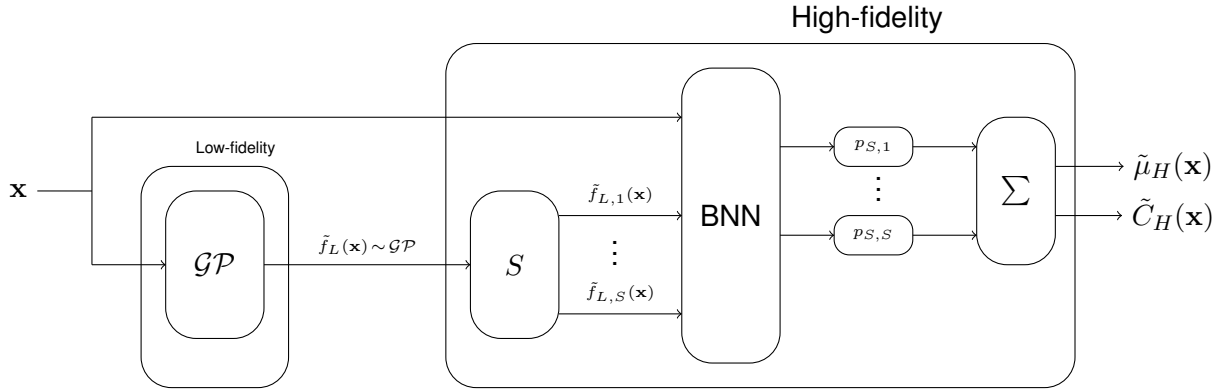 High-fidelity
Low-fidelity
x
𝒢𝒫
f̃_L(x) ∼ 𝒢𝒫
S
f̃_{L,1}(x)
⋮
f̃_{L,S}(x)
BNN
p_{S,1}
⋮
p_{S,S}
∑
μ̃_H(x)
C̃_H(x)